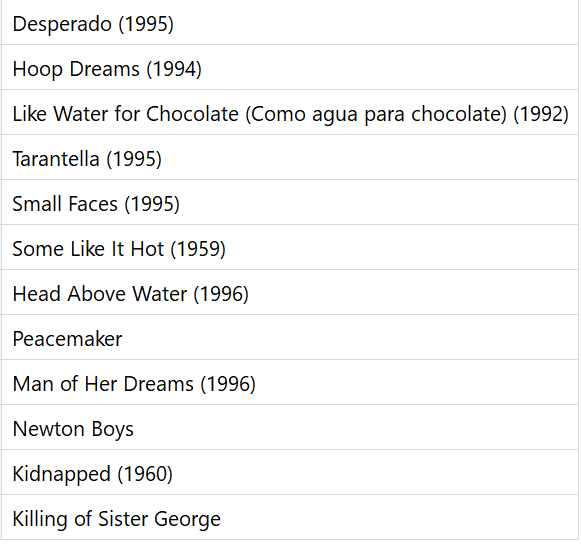 Desperado (1995)
Hoop Dreams (1994)
Like Water for Chocolate (Como agua para chocolate) (1992)
Tarantella (1995)
Small Faces (1995)
Some Like It Hot (1959)
Head Above Water (1996)
Peacemaker
Man of Her Dreams (1996)
Newton Boys
Kidnapped (1960)
Killing of Sister George